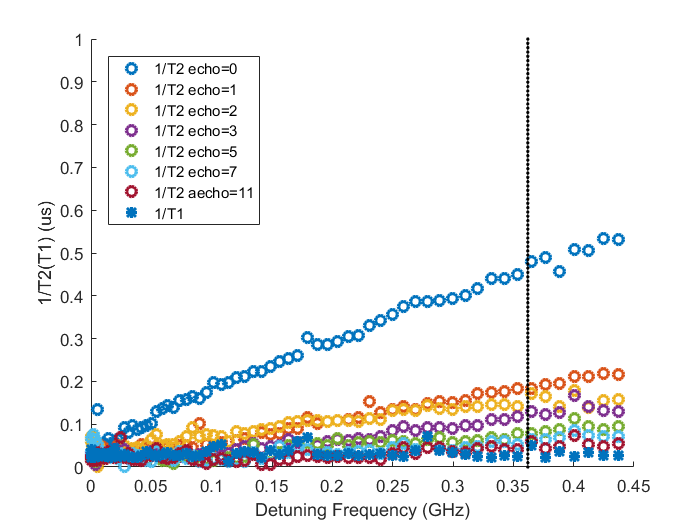 1
0.9
0.8
0.7
0.6
0.5
0.4
0.3
0.2
0.1
0
1/T2(T1) (us)
1/T2 echo=0
1/T2 echo=1
1/T2 echo=2
1/T2 echo=3
1/T2 echo=5
1/T2 echo=7
1/T2 aecho=11
1/T1
0 0.05 0.1 0.15 0.2 0.25 0.3 0.35 0.4 0.45
Detuning Frequency (GHz)